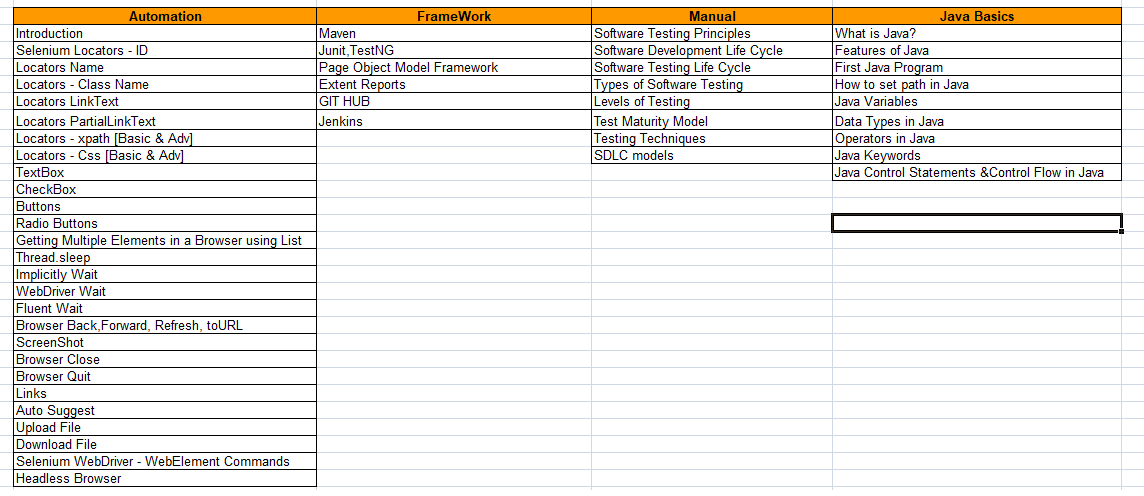 Automation FrameWork Manual Java Basics
Introduction Maven Software Testing Principles What is Java?
Selenium Locators - ID Junit,TestNG Software Development Life Cycle Features of Java
Locators Name Page Object Model Framework Software Testing Life Cycle First Java Program
Locators - Class Name Extent Reports Types of Software Testing How to set path in Java
Locators LinkText GIT HUB Levels of Testing Java Variables
Locators PartialLinkText Jenkins Test Maturity Model Data Types in Java
Locators - xpath [Basic & Adv] Testing Techniques Operators in Java
Locators - Css [Basic & Adv] SDLC models Java Keywords
TextBox Java Control Statements &Control Flow in Java
CheckBox
Buttons
Radio Buttons
Getting Multiple Elements in a Browser using List
Thread.sleep
Implicitly Wait
WebDriver Wait
Fluent Wait
Browser Back,Forward, Refresh, toURL
ScreenShot
Browser Close
Browser Quit
Links
Auto Suggest
Upload File
Download File
Selenium WebDriver - WebElement Commands
Headless Browser